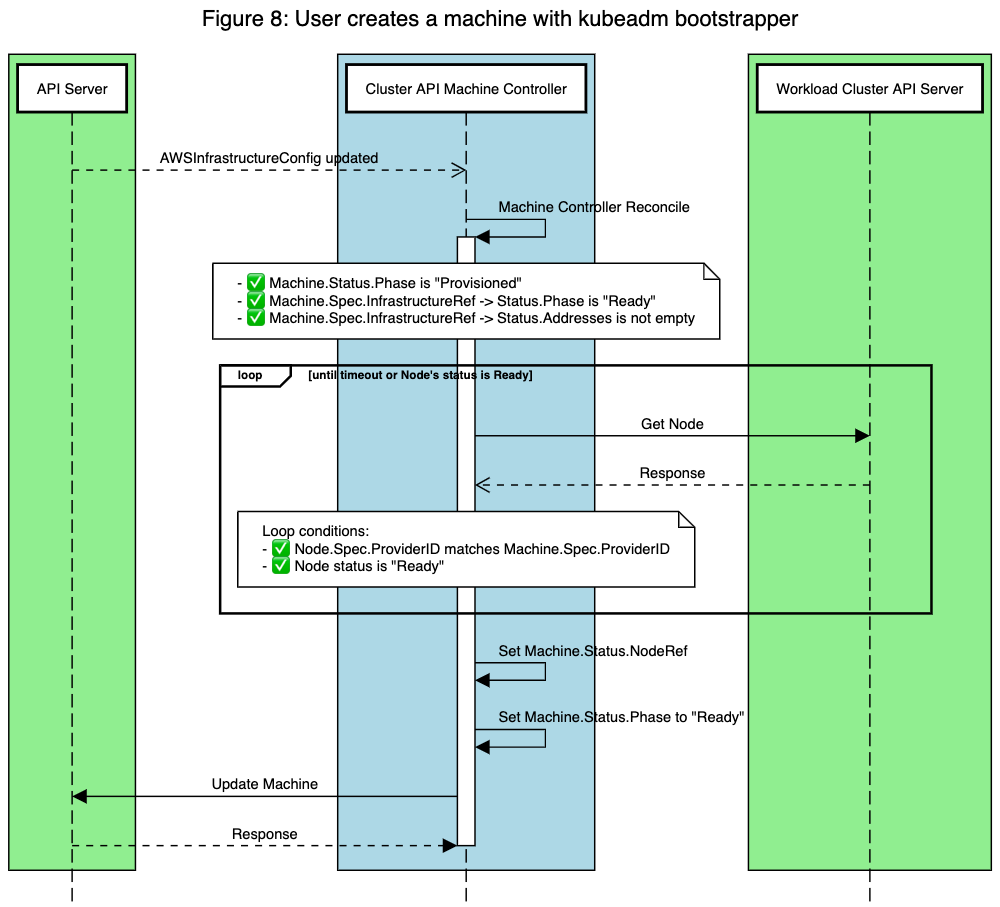 Figure 8: User creates a machine with kubeadm bootstrapper
API Server
Cluster API Machine Controller
Workload Cluster API Server
AWSInfrastructureConfig updated
Machine Controller Reconcile
- ✅ Machine.Status.Phase is "Provisioned"
- ✅ Machine.Spec.InfrastructureRef -> Status.Phase is "Ready"
- ✅ Machine.Spec.InfrastructureRef -> Status.Addresses is not empty
loop
[until timeout or Node's status is Ready]
Get Node
Response
Loop conditions:
- ✅ Node.Spec.ProviderID matches Machine.Spec.ProviderID
- ✅ Node status is "Ready"
Set Machine.Status.NodeRef
Set Machine.Status.Phase to "Ready"
Update Machine
Response